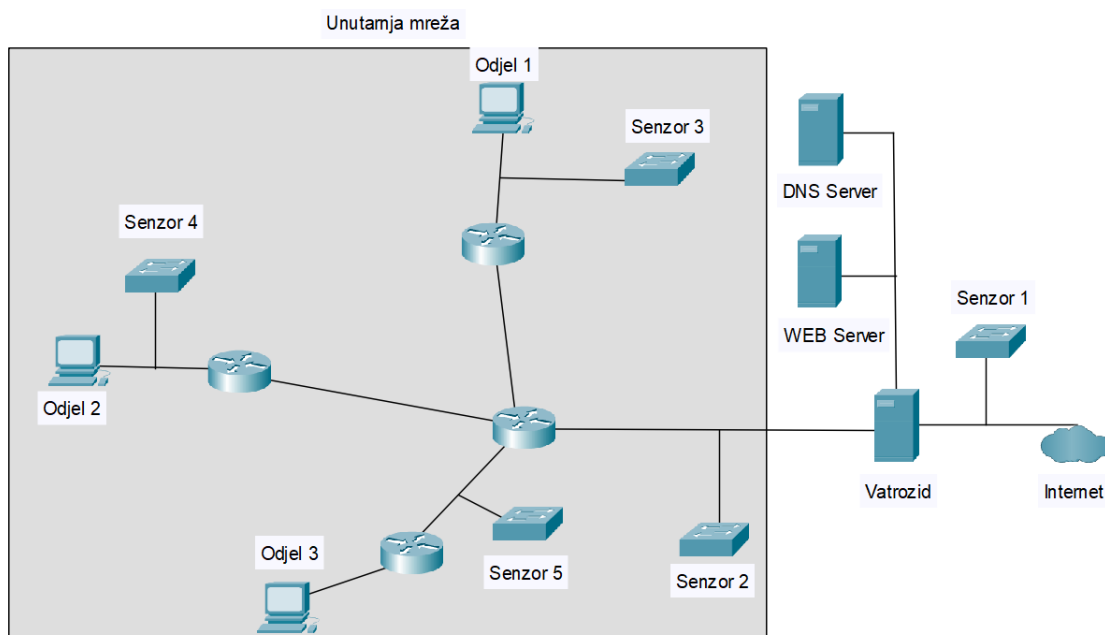 Unutarnja mreža
Odjel 1
Senzor 3
DNS Server
Senzor 4
WEB Server
Senzor 1
Odjel 2
Vatrozid
Internet
Odjel 3
Senzor 5
Senzor 2